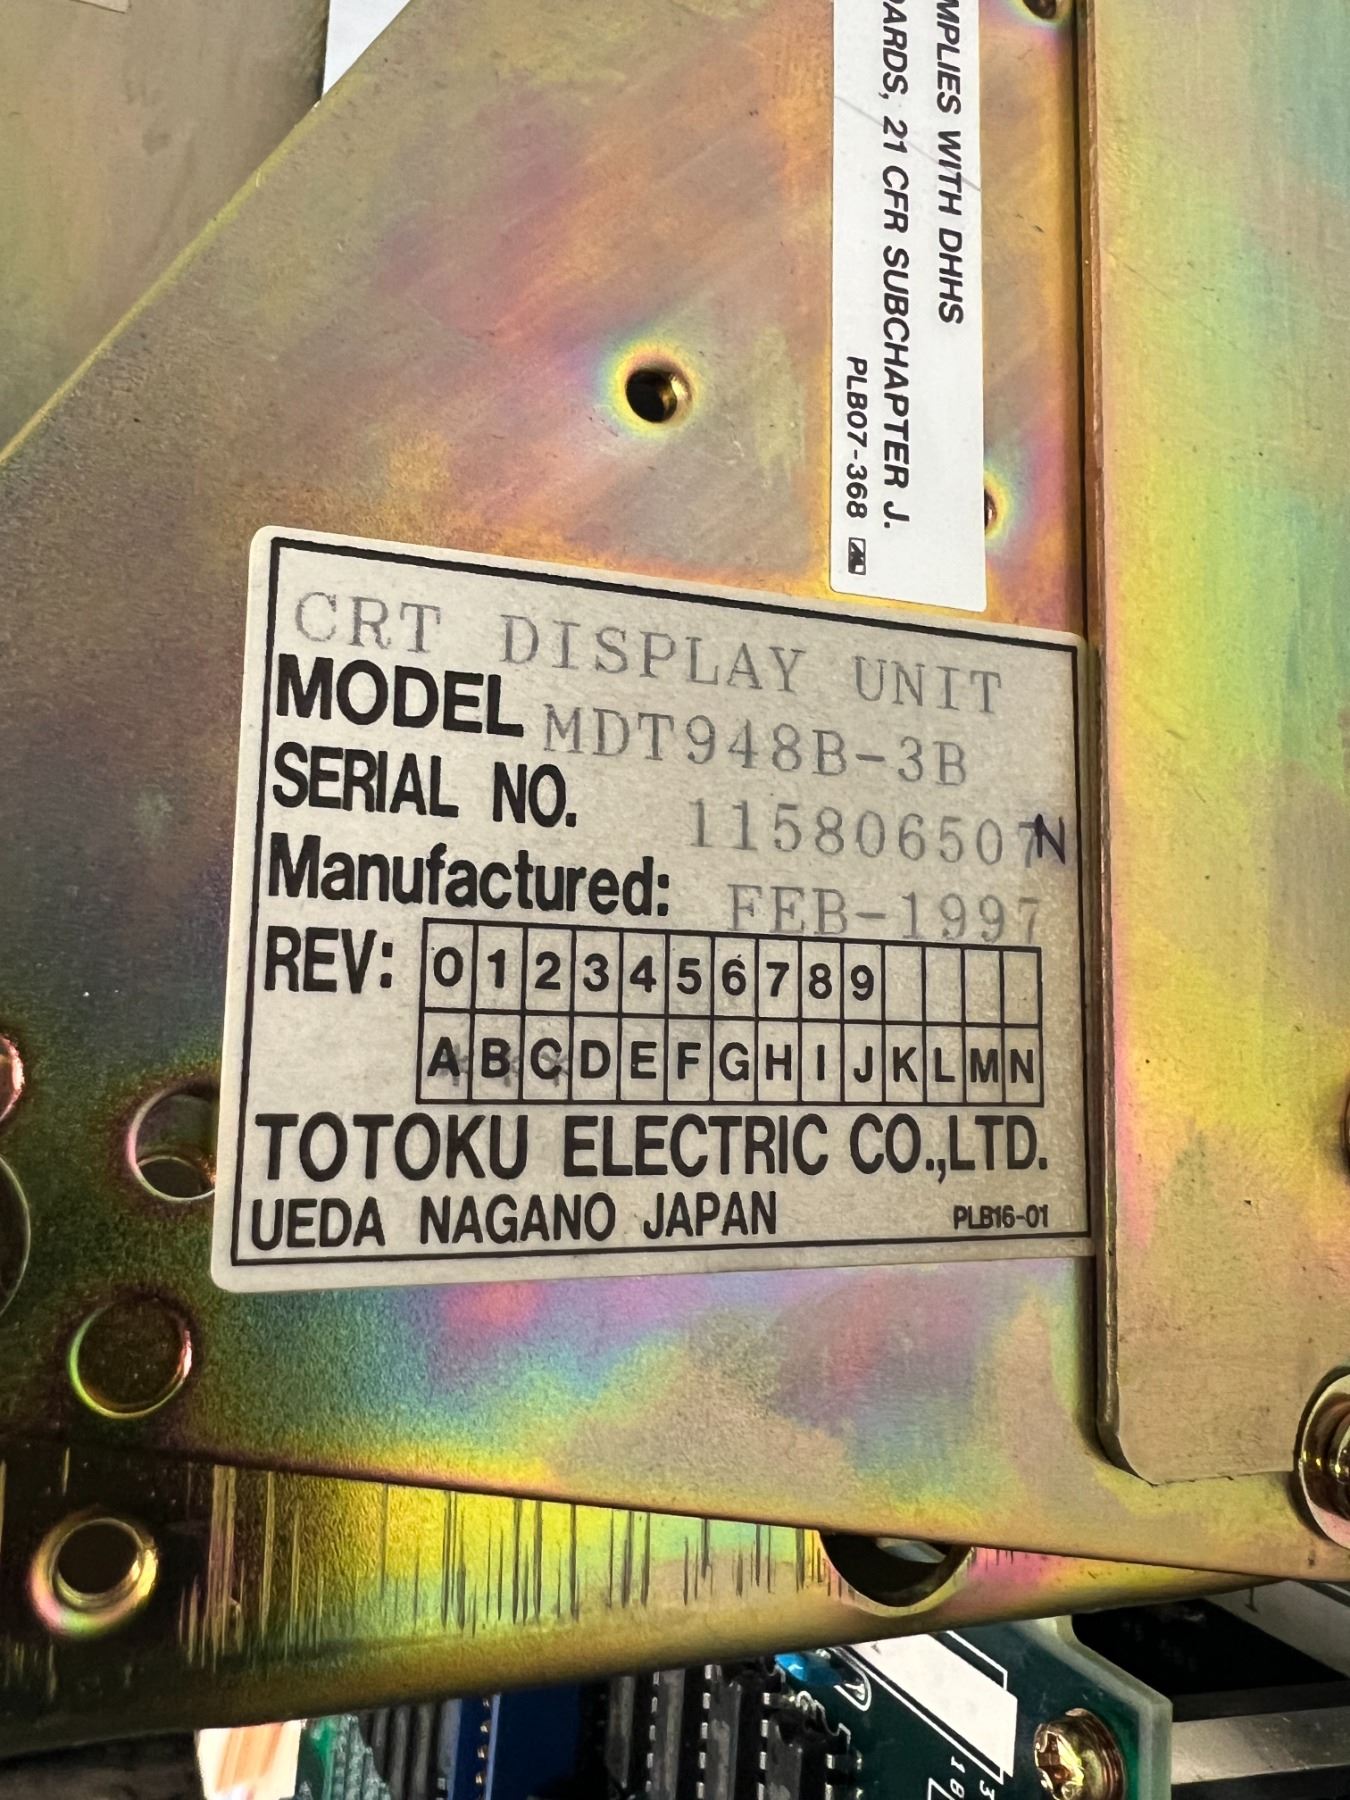 MPLIES WITH DHHS
ARDS, 21 CFR SUBCHAPTER J.
PLB07-368
CRT DISPLAY UNIT
MODEL MDT948B-3B
SERIAL NO. 115806507N
Manufactured: FEB-1997
REV: 0 1 2 3 4 5 6 7 8 9
A B C D E F G H I J K L M N
TOTOKU ELECTRIC CO.,LTD.
UEDA NAGANO JAPAN PLB16-01